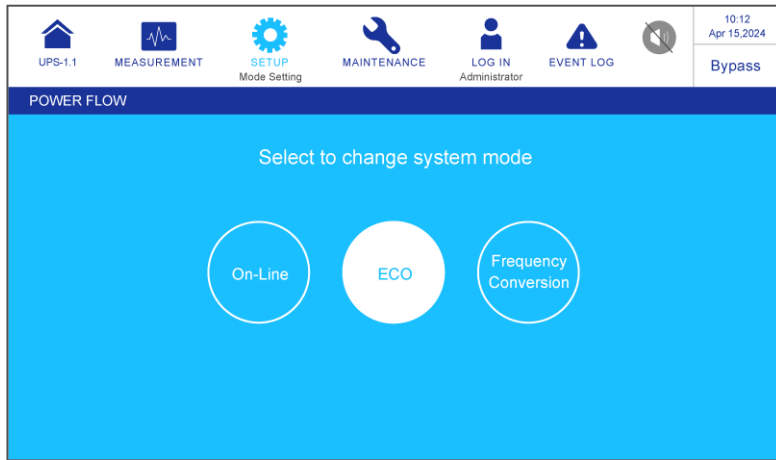 10:12
Apr 15,2024
UPS-1.1
MEASUREMENT
SETUP
Mode Setting
MAINTENANCE
LOG IN
Administrator
EVENT LOG
Bypass
POWER FLOW
Select to change system mode
On-Line
ECO
Frequency
Conversion